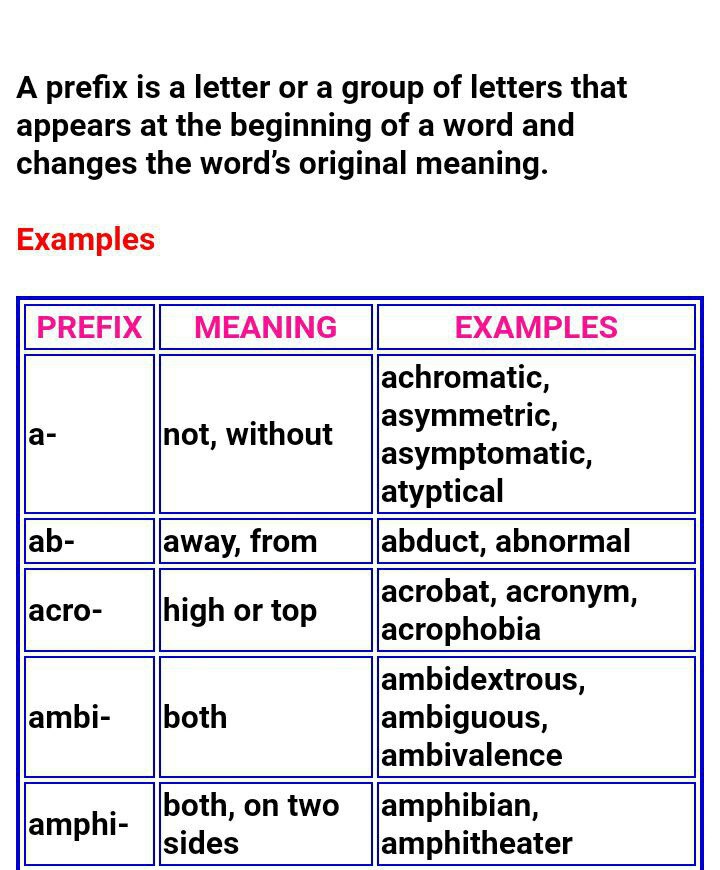 A prefix is a letter or a group of letters that
appears at the beginning of a word and
changes the word’s original meaning.
Examples
PREFIX MEANING EXAMPLES
a- not, without achromatic,
asymmetric,
asymptomatic,
atyptical
ab- away, from abduct, abnormal
acro- high or top acrobat, acronym,
acrophobia
ambi- both ambidextrous,
ambiguous,
ambivalence
amphi- both, on two
sides amphibian,
amphitheater